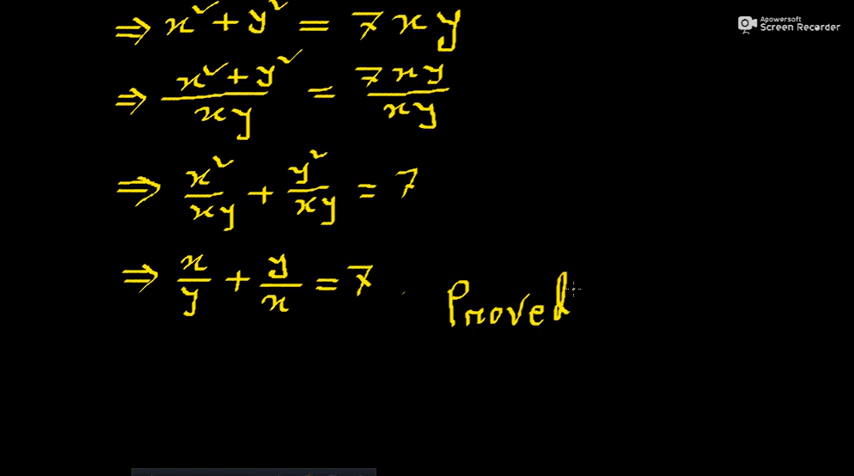 Apowersoft
Screen Recorder
⇒ x² + y² = 7xy
⇒ (x² + y²)/(xy) = (7xy)/(xy)
⇒ x²/(xy) + y²/(xy) = 7
⇒ x/y + y/x = 7. Proved